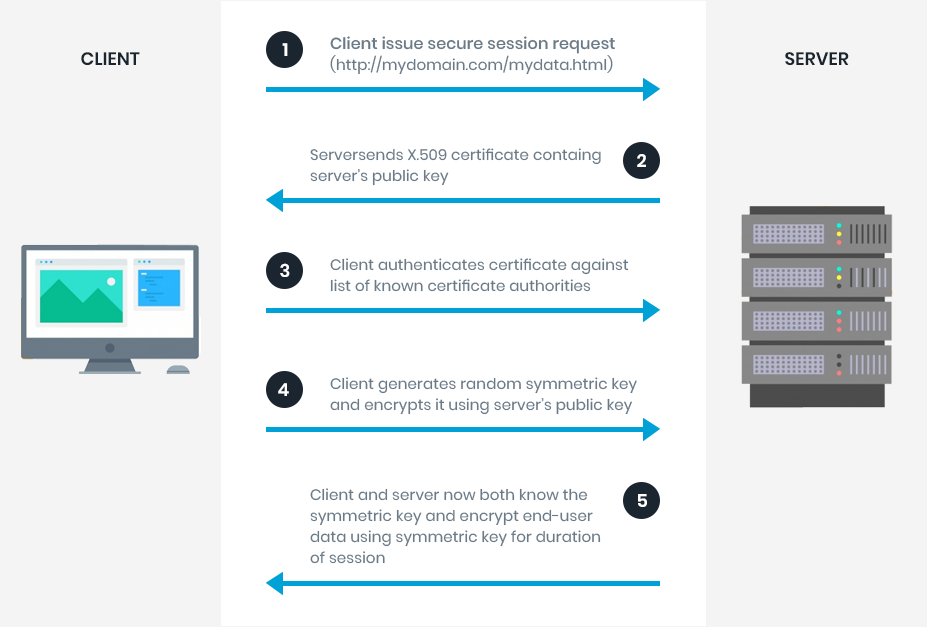 CLIENT
SERVER
1
Client issue secure session request
(http://mydomain.com/mydata.html)
Serversends X.509 certificate containg
server's public key
2
3
Client authenticates certificate against
list of known certificate authorities
4
Client generates random symmetric key
and encrypts it using server's public key
Client and server now both know the
symmetric key and encrypt end-user
data using symmetric key for duration
of session
5